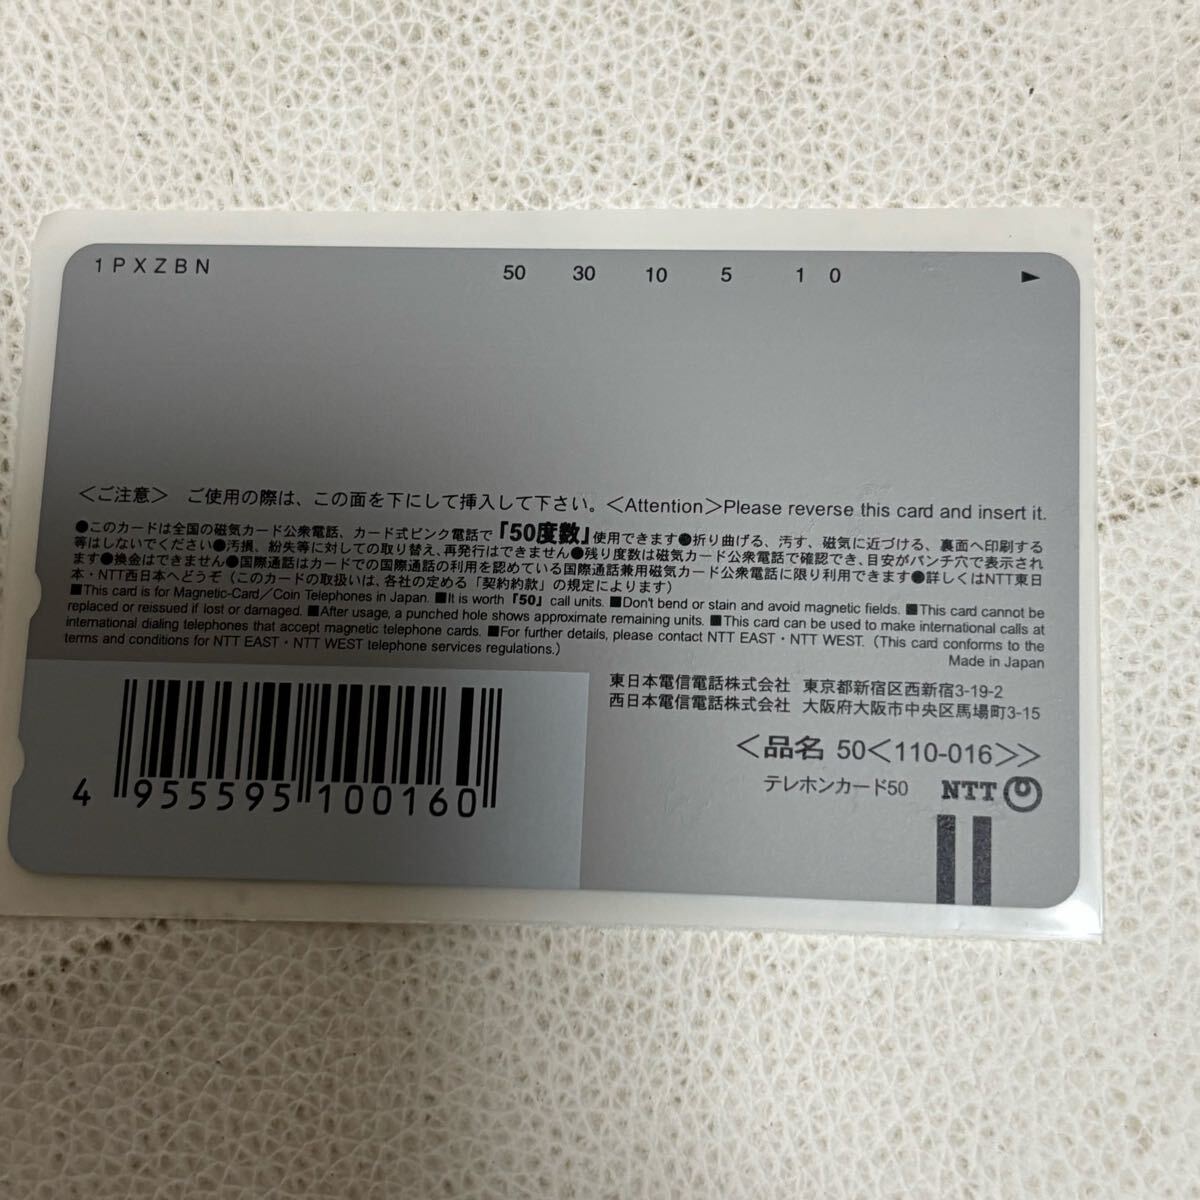 1PXZBN
50 30 10 5 1 0 ▶
＜ご注意＞ ご使用の際は、この面を下にして挿入して下さい。＜Attention＞Please reverse this card and insert it.
●このカードは全国の磁気カード公衆電話、カード式ピンク電話で「50度数」使用できます●折り曲げる、汚す、磁気に近づける、裏面へ印刷する
等はしないでください●汚損、紛失等に対しての取り替え、再発行はできません●残り度数は磁気カード公衆電話で確認でき、目安がパンチ穴で表示され
ます●換金はできません●国際通話はカードでの国際通話の利用を認めている国際通話兼用磁気カード公衆電話に限り利用できます●詳しくはNTT東日
本・NTT西日本へどうぞ（このカードの取扱いは、各社の定める「契約約款」の規定によります）
■This card is for Magnetic-Card／Coin Telephones in Japan. ■It is worth「50」call units. ■Don't bend or stain and avoid magnetic fields. ■This card cannot be
replaced or reissued if lost or damaged. ■After usage, a punched hole shows approximate remaining units. ■This card can be used to make international calls at
international dialing telephones that accept magnetic telephone cards. ■For further details, please contact NTT EAST・NTT WEST. (This card conforms to the
terms and conditions for NTT EAST・NTT WEST telephone services regulations.)
Made in Japan
東日本電信電話株式会社 東京都新宿区西新宿3-19-2
西日本電信電話株式会社 大阪府大阪市中央区馬場町3-15
＜品名 50＜110-016＞＞
テレホンカード50 NTT
4 955595 100160